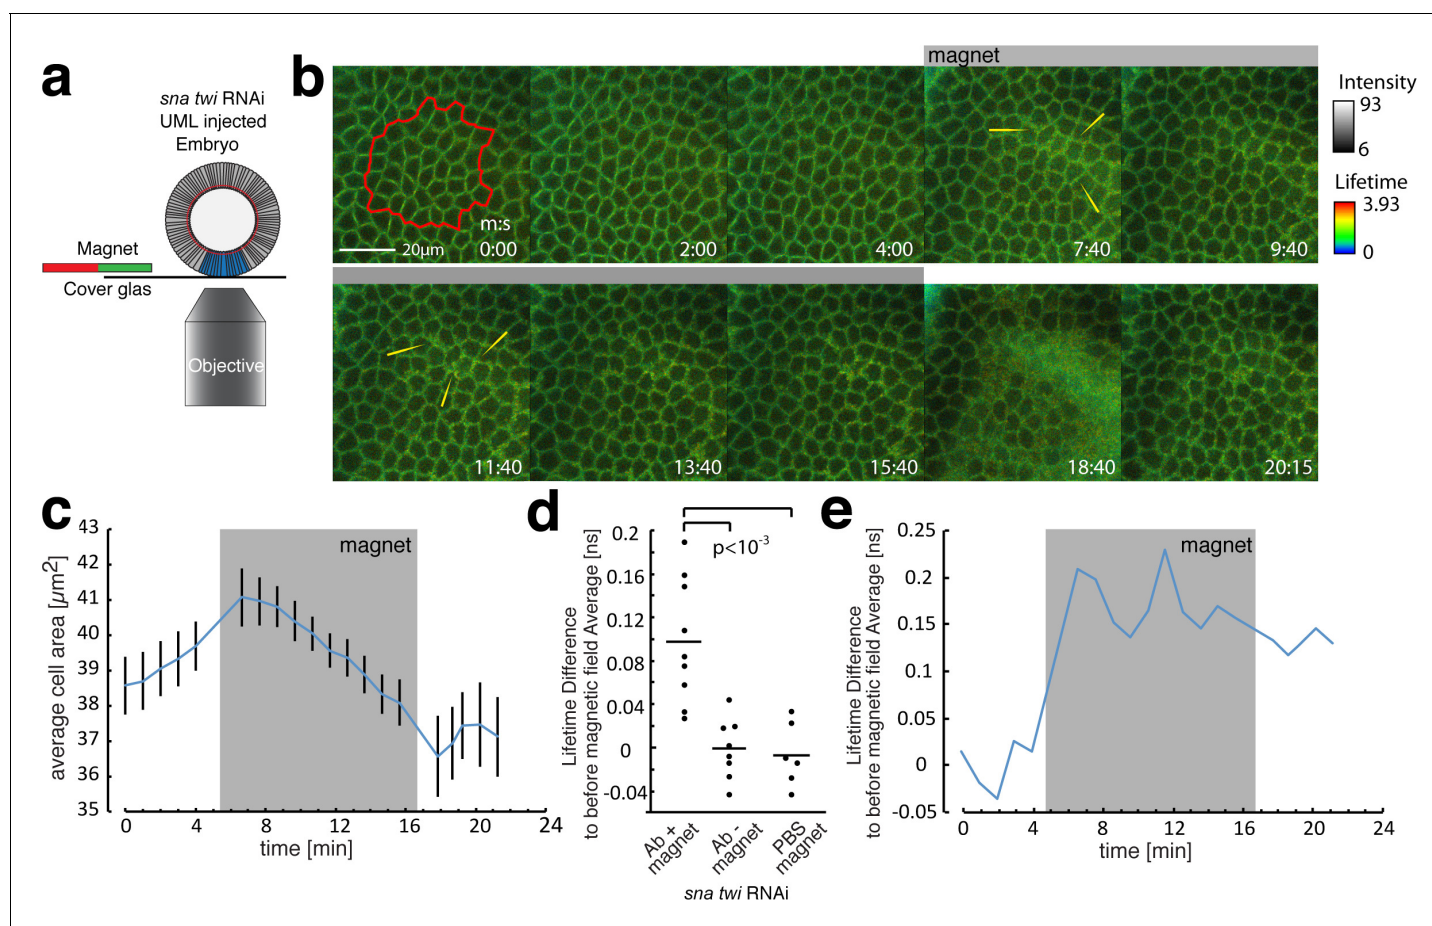 a
sna twi RNAi
UML injected
Embryo
Magnet
Cover glas
Objective
b
magnet
m:s
20µm
0:00
2:00
4:00
7:40
9:40
11:40
13:40
15:40
18:40
20:15
Intensity
93
6
Lifetime
3.93
0
c
average cell area [µm2]
43
42
41
40
39
38
37
36
35
magnet
0
4
8
12
16
20
24
time [min]
d
Lifetime Difference
to before magnetic field Average [ns]
0.2
0.16
0.12
0.08
0.04
0
-0.04
p<10-3
Ab +
magnet
Ab -
magnet
PBS
magnet
sna twi RNAi
e
Lifetime Difference
to before magnetic field Average [ns]
0.25
0.2
0.15
0.1
0.05
0
-0.05
magnet
0
4
8
12
16
20
24
time [min]